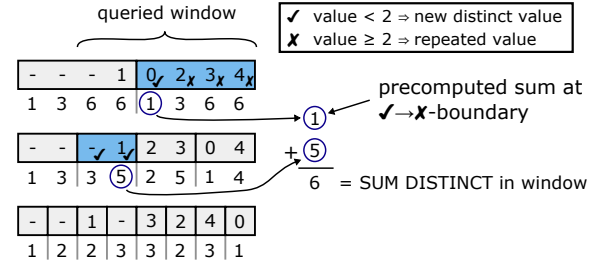 queried window
✓ value < 2 ⇒ new distinct value
✗ value ≥ 2 ⇒ repeated value
- - - 1 0✓ 2✗ 3✗ 4✗
1 3 6 6 1 3 6 6
precomputed sum at
✓→✗-boundary
1
- - -✓ 1✓ 2 3 0 4
+ 5
1 3 3 5 2 5 1 4
6 = SUM DISTINCT in window
- - 1 - 3 2 4 0
1 2 2 3 3 2 3 1